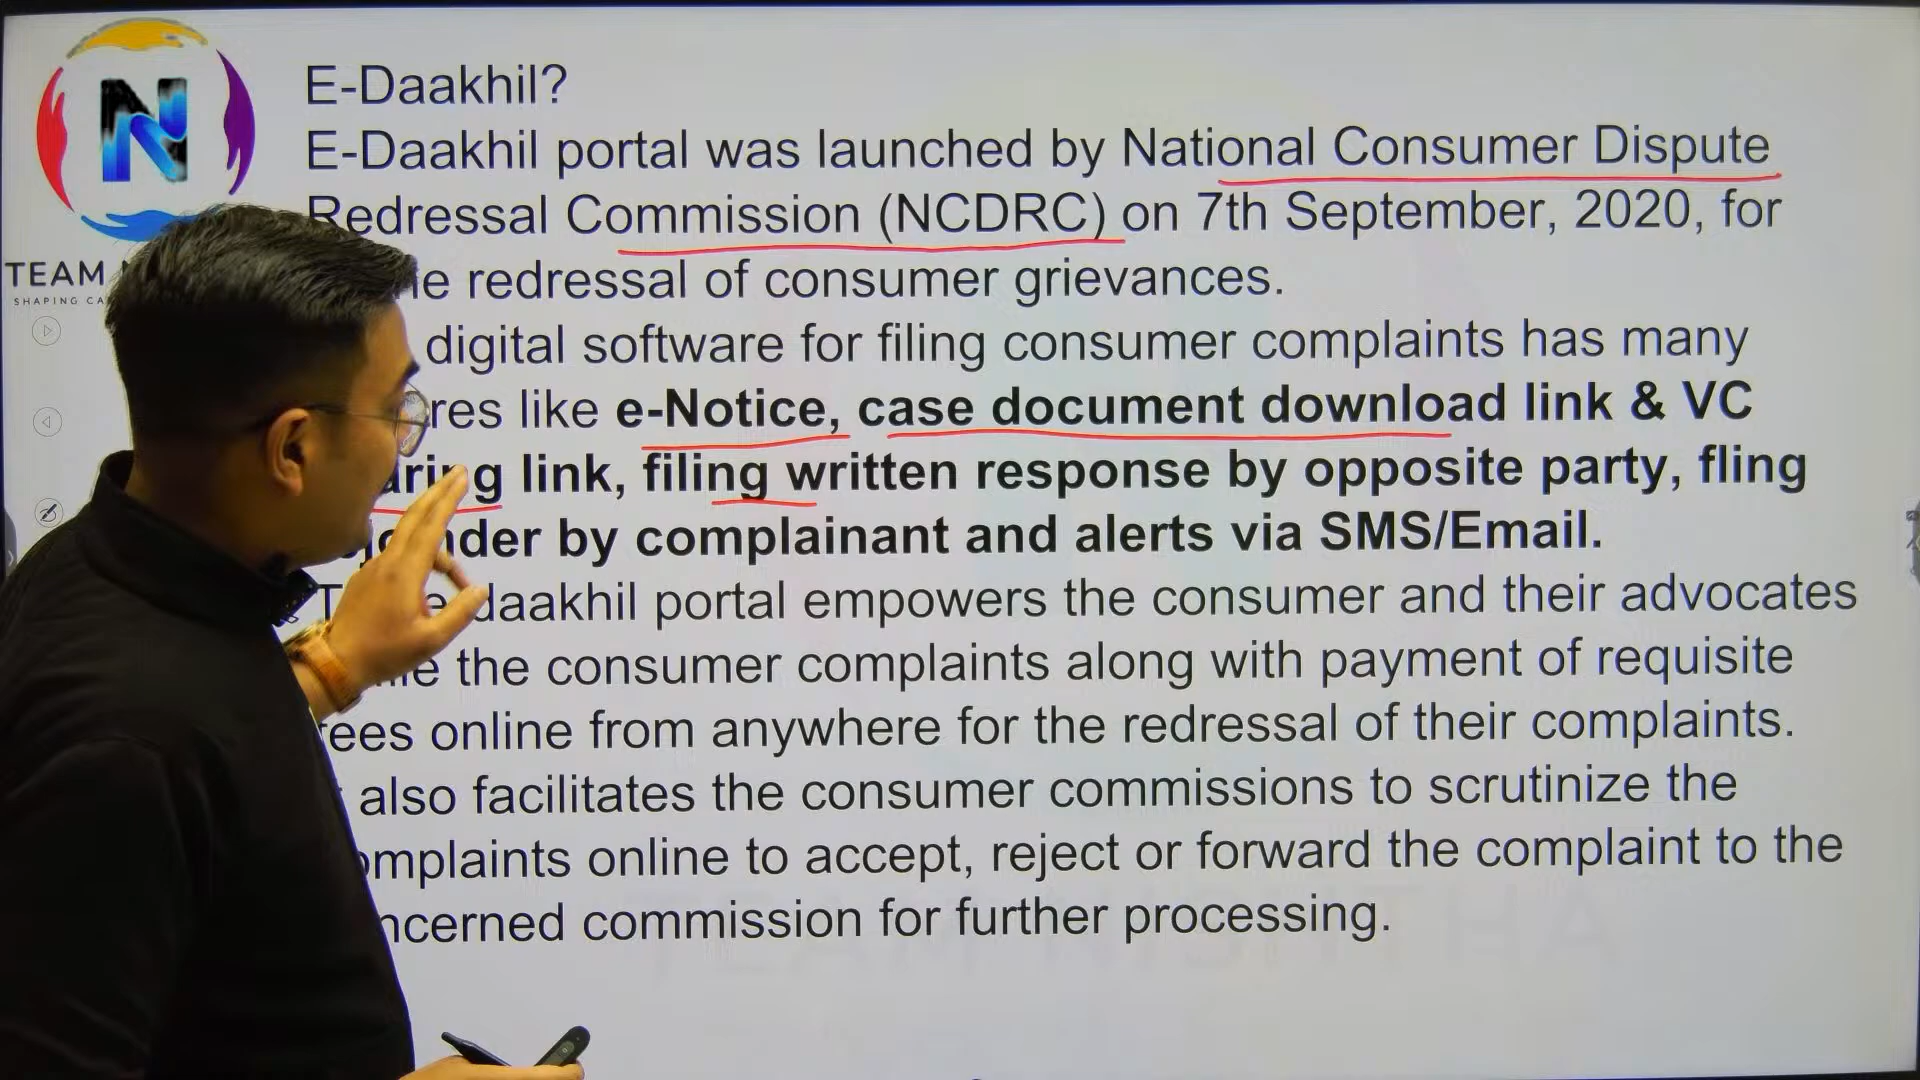 N
TEAM
SHAPING CA
E-Daakhil?
E-Daakhil portal was launched by National Consumer Dispute
Redressal Commission (NCDRC) on 7th September, 2020, for
redressal of consumer grievances.
digital software for filing consumer complaints has many
like e-Notice, case document download link & VC
link, filing written response by opposite party, fling
by complainant and alerts via SMS/Email.
daakhil portal empowers the consumer and their advocates
the consumer complaints along with payment of requisite
online from anywhere for the redressal of their complaints.
also facilitates the consumer commissions to scrutinize the
complaints online to accept, reject or forward the complaint to the
commission for further processing.